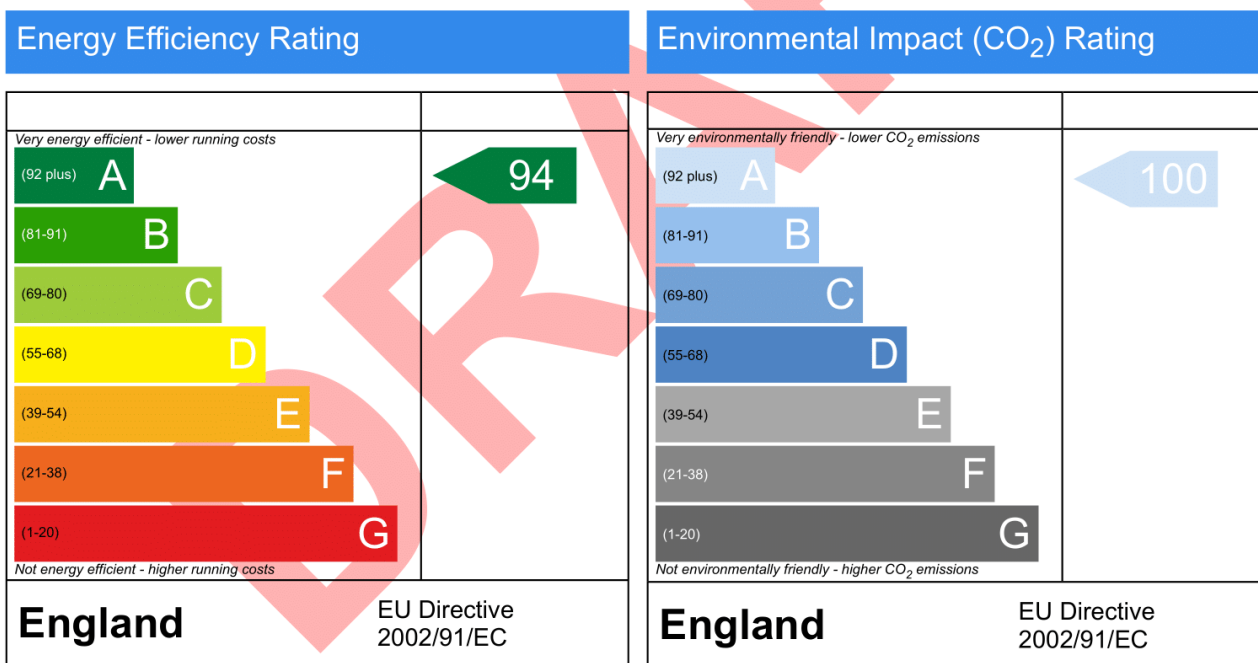 Energy Efficiency Rating
Very energy efficient - lower running costs
(92 plus) A
94
(81-91) B
(69-80) C
(55-68) D
(39-54) E
(21-38) F
(1-20) G
Not energy efficient - higher running costs
England
EU Directive
2002/91/EC
Environmental Impact (CO₂) Rating
Very environmentally friendly - lower CO₂ emissions
(92 plus) A
100
(81-91) B
(69-80) C
(55-68) D
(39-54) E
(21-38) F
(1-20) G
Not environmentally friendly - higher CO₂ emissions
England
EU Directive
2002/91/EC
DRA